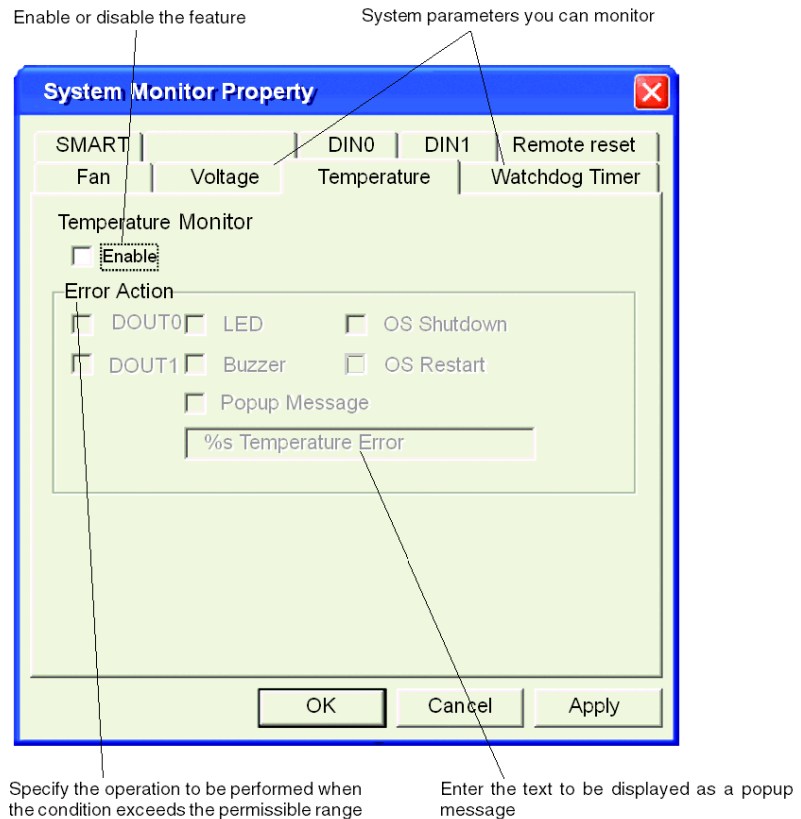 Enable or disable the feature
System parameters you can monitor
System Monitor Property
SMART
DIN0
DIN1
Remote reset
Fan
Voltage
Temperature
Watchdog Timer
Temperature Monitor
Enable
Error Action
DOUT0
LED
OS Shutdown
DOUT1
Buzzer
OS Restart
Popup Message
%s Temperature Error
OK
Cancel
Apply
Specify the operation to be performed when
the condition exceeds the permissible range
Enter the text to be displayed as a popup
message